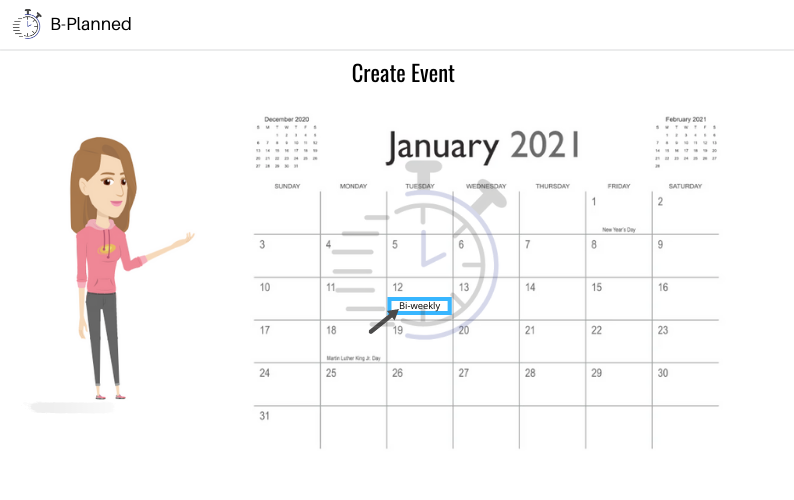 B-Planned
Create Event
December 2020
S M T W T F S
1 2 3 4 5
6 7 8 9 10 11 12
13 14 15 16 17 18 19
20 21 22 23 24 25 26
27 28 29 30 31
January 2021
February 2021
S M T W T F S
1 2 3 4 5 6
7 8 9 10 11 12 13
14 15 16 17 18 19 20
21 22 23 24 25 26 27
28
SUNDAY MONDAY TUESDAY WEDNESDAY THURSDAY FRIDAY SATURDAY
1 2
New Year's Day
3 4 5 6 7 8 9
10 11 12 13 14 15 16
Bi-weekly
17 18 19 20 21 22 23
Martin Luther King Jr. Day
24 25 26 27 28 29 30
31